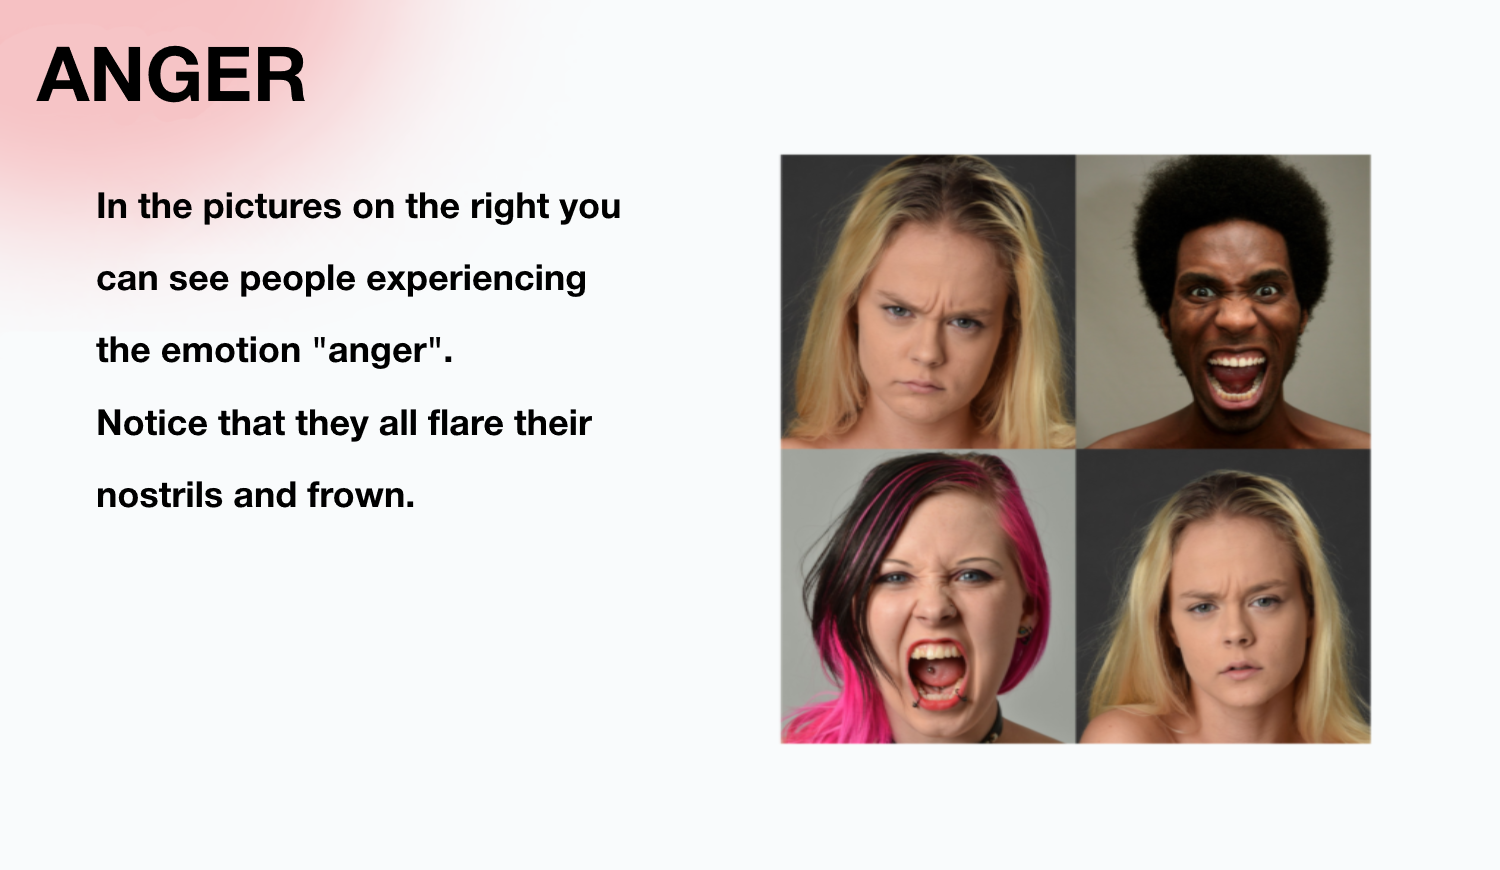 ANGER
In the pictures on the right you
can see people experiencing
the emotion "anger".
Notice that they all flare their
nostrils and frown.